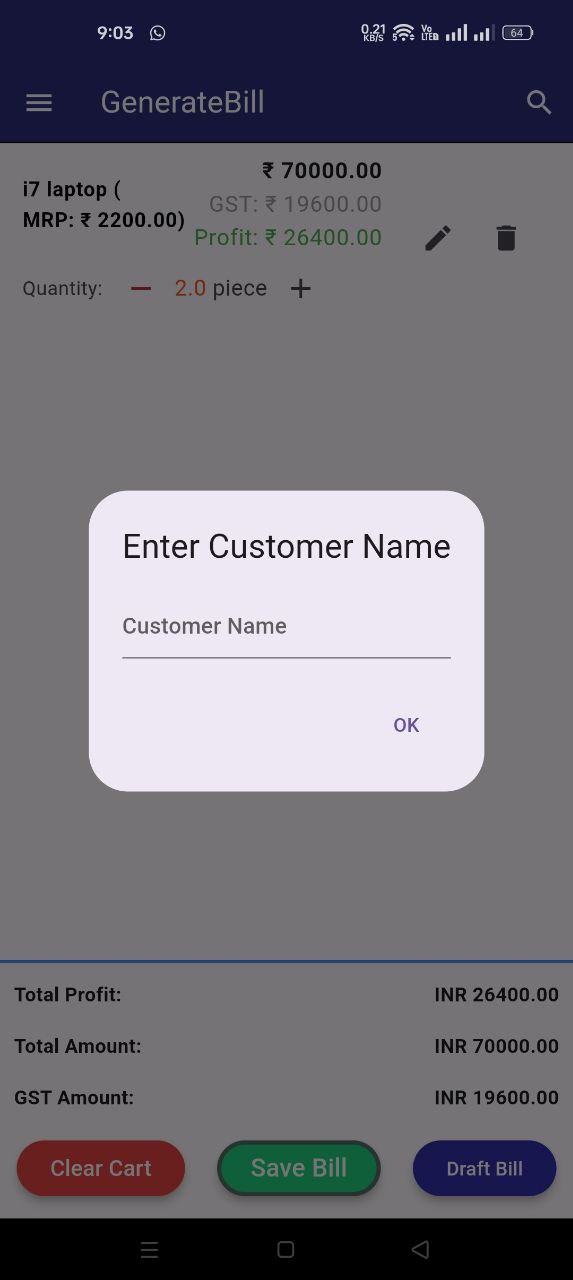 9:03
0.21 KB/S
5
Vo LTE
64
GenerateBill
₹ 70000.00
i7 laptop (
MRP: ₹ 2200.00)
GST: ₹ 19600.00
Profit: ₹ 26400.00
Quantity: 2.0 piece
Enter Customer Name
Customer Name
OK
Total Profit: INR 26400.00
Total Amount: INR 70000.00
GST Amount: INR 19600.00
Clear Cart Save Bill Draft Bill